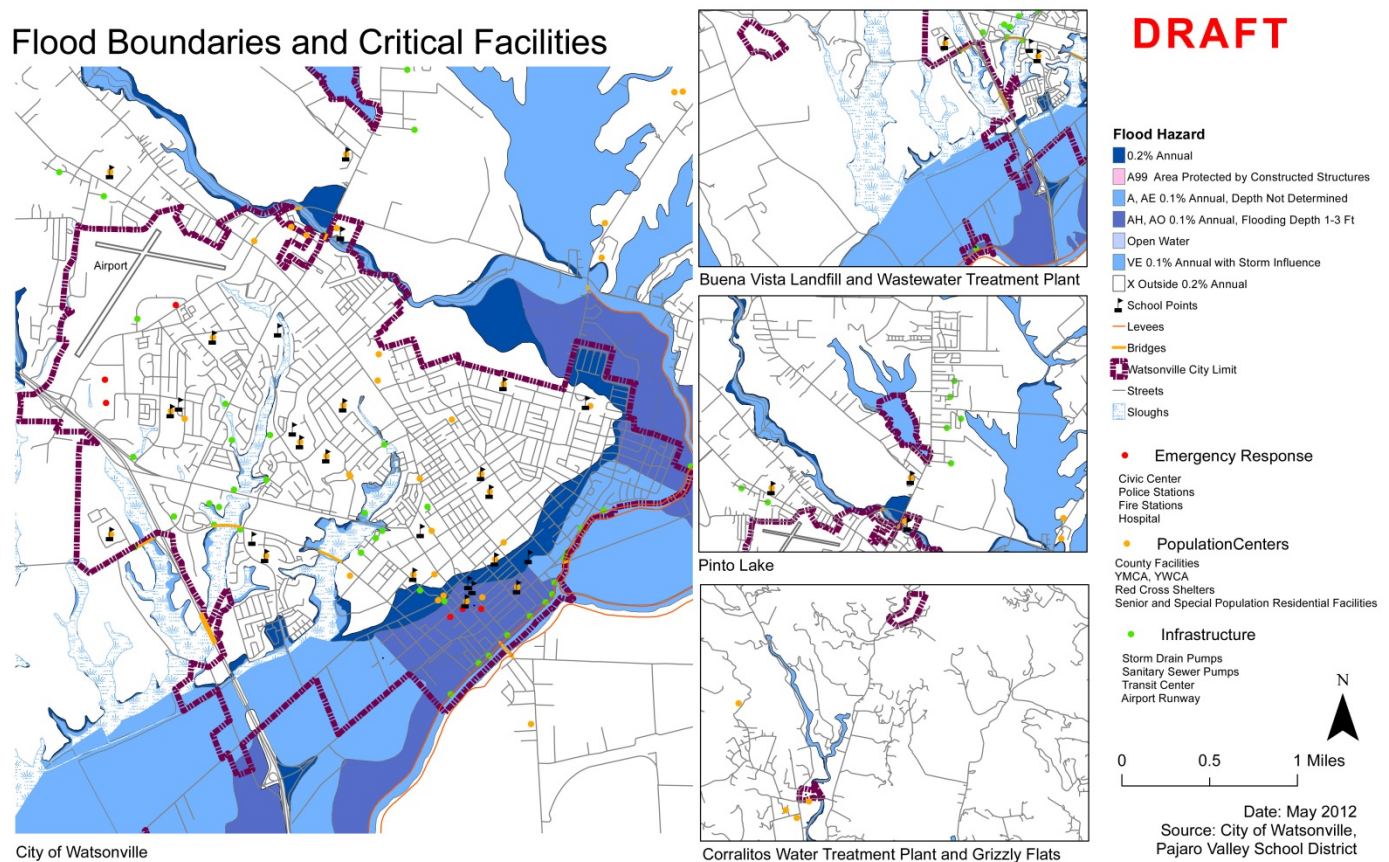 Flood Boundaries and Critical Facilities
DRAFT
Airport
City of Watsonville
Buena Vista Landfill and Wastewater Treatment Plant
Pinto Lake
Corralitos Water Treatment Plant and Grizzly Flats
Flood Hazard
0.2% Annual
A99 Area Protected by Constructed Structures
A, AE 0.1% Annual, Depth Not Determined
AH, AO 0.1% Annual, Flooding Depth 1-3 Ft
Open Water
VE 0.1% Annual with Storm Influence
X Outside 0.2% Annual
School Points
Levees
Bridges
Watsonville City Limit
Streets
Sloughs
Emergency Response
Civic Center
Police Stations
Fire Stations
Hospital
PopulationCenters
County Facilities
YMCA, YWCA
Red Cross Shelters
Senior and Special Population Residential Facilities
Infrastructure
Storm Drain Pumps
Sanitary Sewer Pumps
Transit Center
Airport Runway
N
0 0.5 1 Miles
Date: May 2012
Source: City of Watsonville,
Pajaro Valley School District